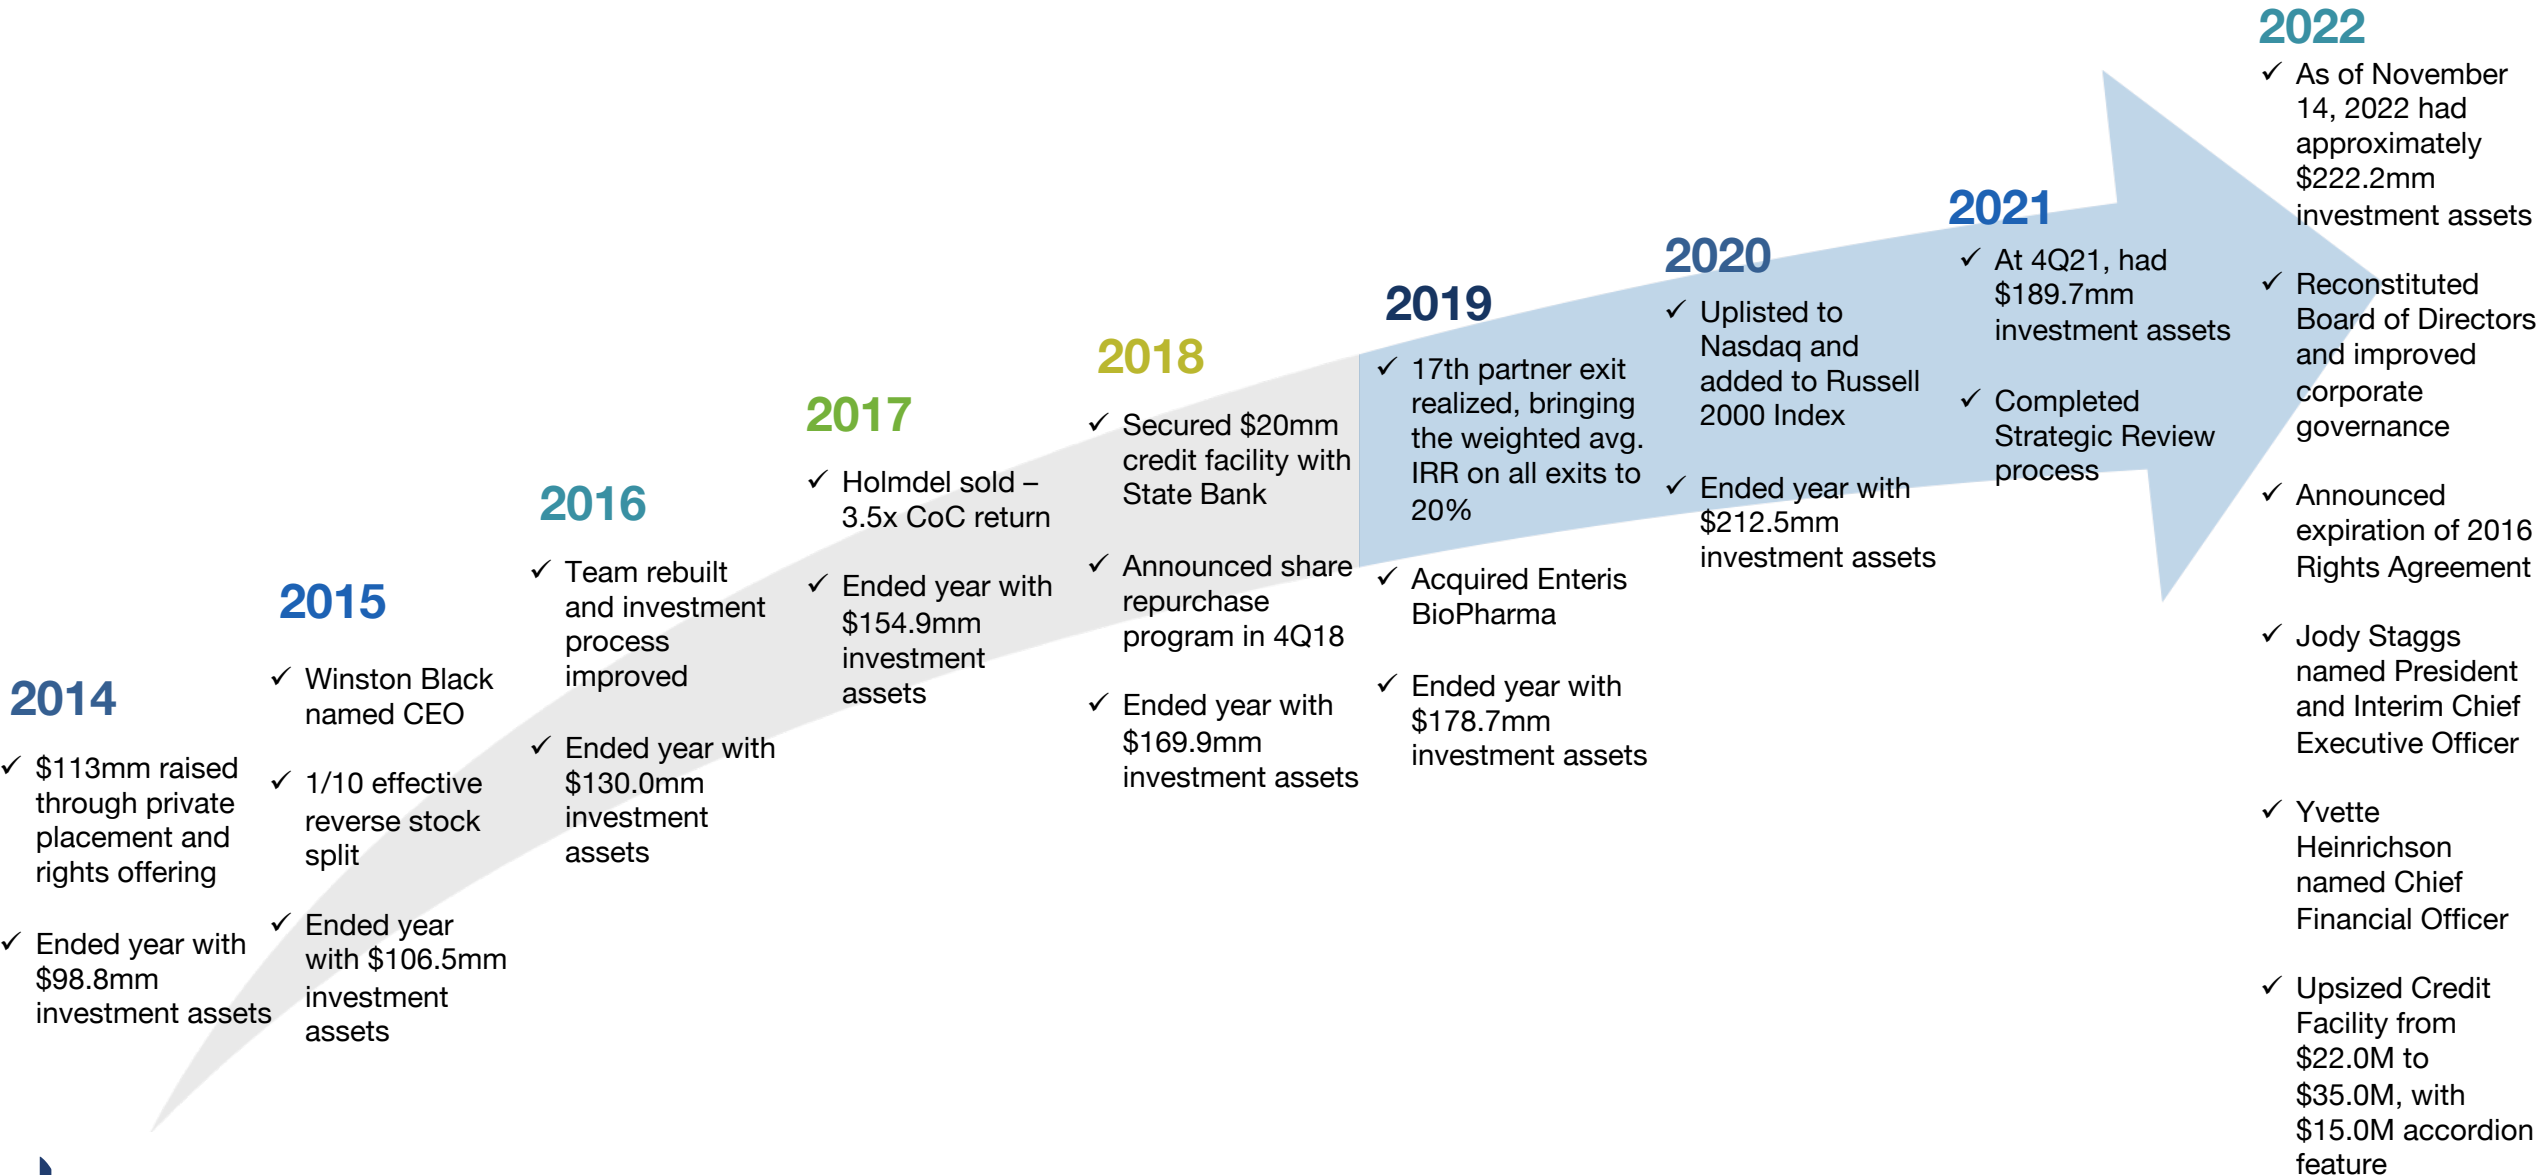 2014
✓ $113mm raised
through private
placement and
rights offering
✓ Ended year with
$98.8mm
investment assets
2015
✓ Winston Black
named CEO
✓ 1/10 effective
reverse stock
split
✓ Ended year
with $106.5mm
investment
assets
2016
✓ Team rebuilt
and investment
process
improved
✓ Ended year with
$130.0mm
investment
assets
2017
✓ Holmdel sold –
3.5x CoC return
✓ Ended year with
$154.9mm
investment
assets
2018
✓ Secured $20mm
credit facility with
State Bank
✓ Announced share
repurchase
program in 4Q18
✓ Ended year with
$169.9mm
investment assets
2019
✓ 17th partner exit
realized, bringing
the weighted avg.
IRR on all exits to
20%
✓ Acquired Enteris
BioPharma
✓ Ended year with
$178.7mm
investment assets
2020
✓ Uplisted to
Nasdaq and
added to Russell
2000 Index
✓ Ended year with
$212.5mm
investment assets
2021
✓ At 4Q21, had
$189.7mm
investment assets
✓ Completed
Strategic Review
process
2022
✓ As of November
14, 2022 had
approximately
$222.2mm
investment assets
✓ Reconstituted
Board of Directors
and improved
corporate
governance
✓ Announced
expiration of 2016
Rights Agreement
✓ Jody Staggs
named President
and Interim Chief
Executive Officer
✓ Yvette
Heinrichson
named Chief
Financial Officer
✓ Upsized Credit
Facility from
$22.0M to
$35.0M, with
$15.0M accordion
feature